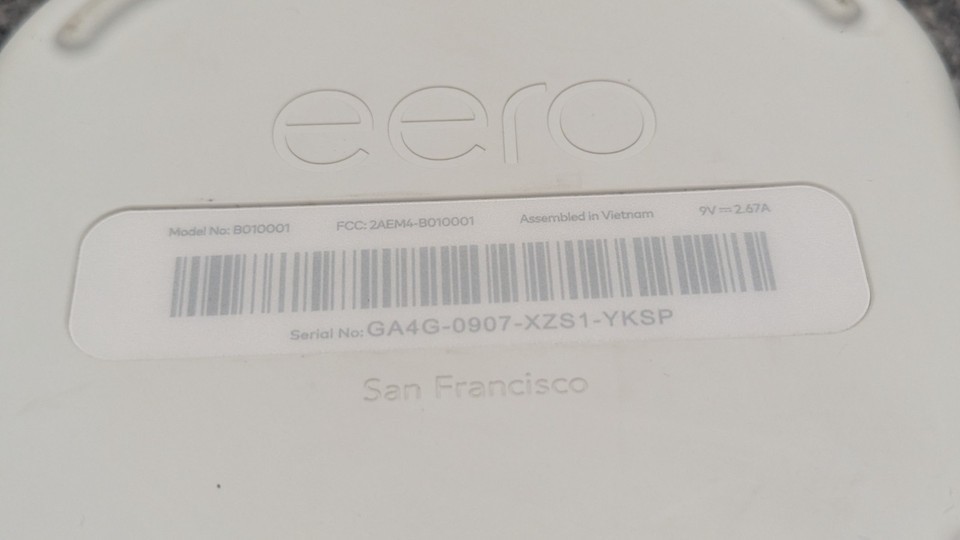 eero
Model No: B010001 FCC: 2AEM4-B010001 Assembled in Vietnam 9V⎓2.67A
Serial No: GA4G-0907-XZS1-YKSP
San Francisco